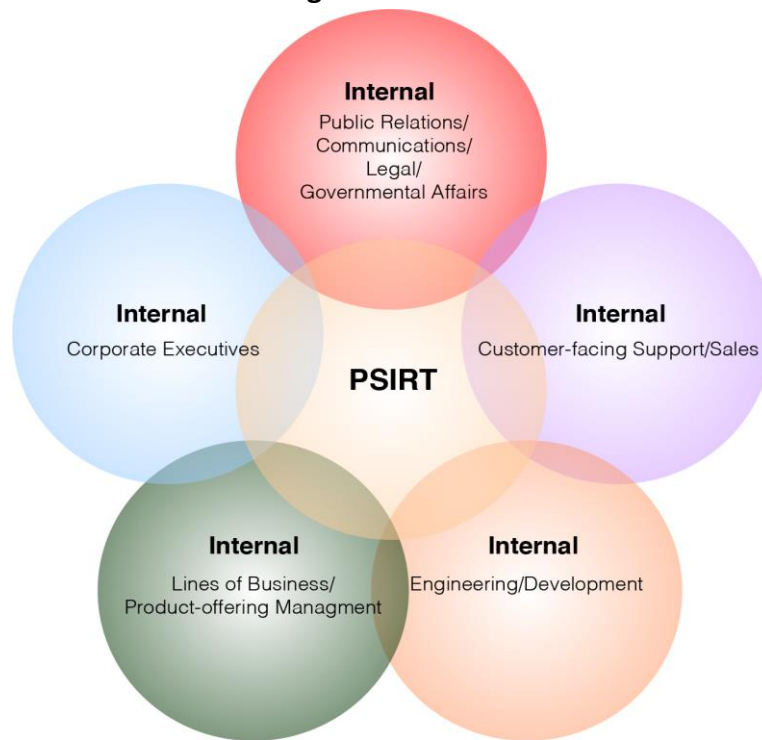 Internal
Public Relations/
Communications/
Legal/
Governmental Affairs
Internal
Corporate Executives
Internal
Customer-facing Support/Sales
PSIRT
Internal
Lines of Business/
Product-offering Managment
Internal
Engineering/Development